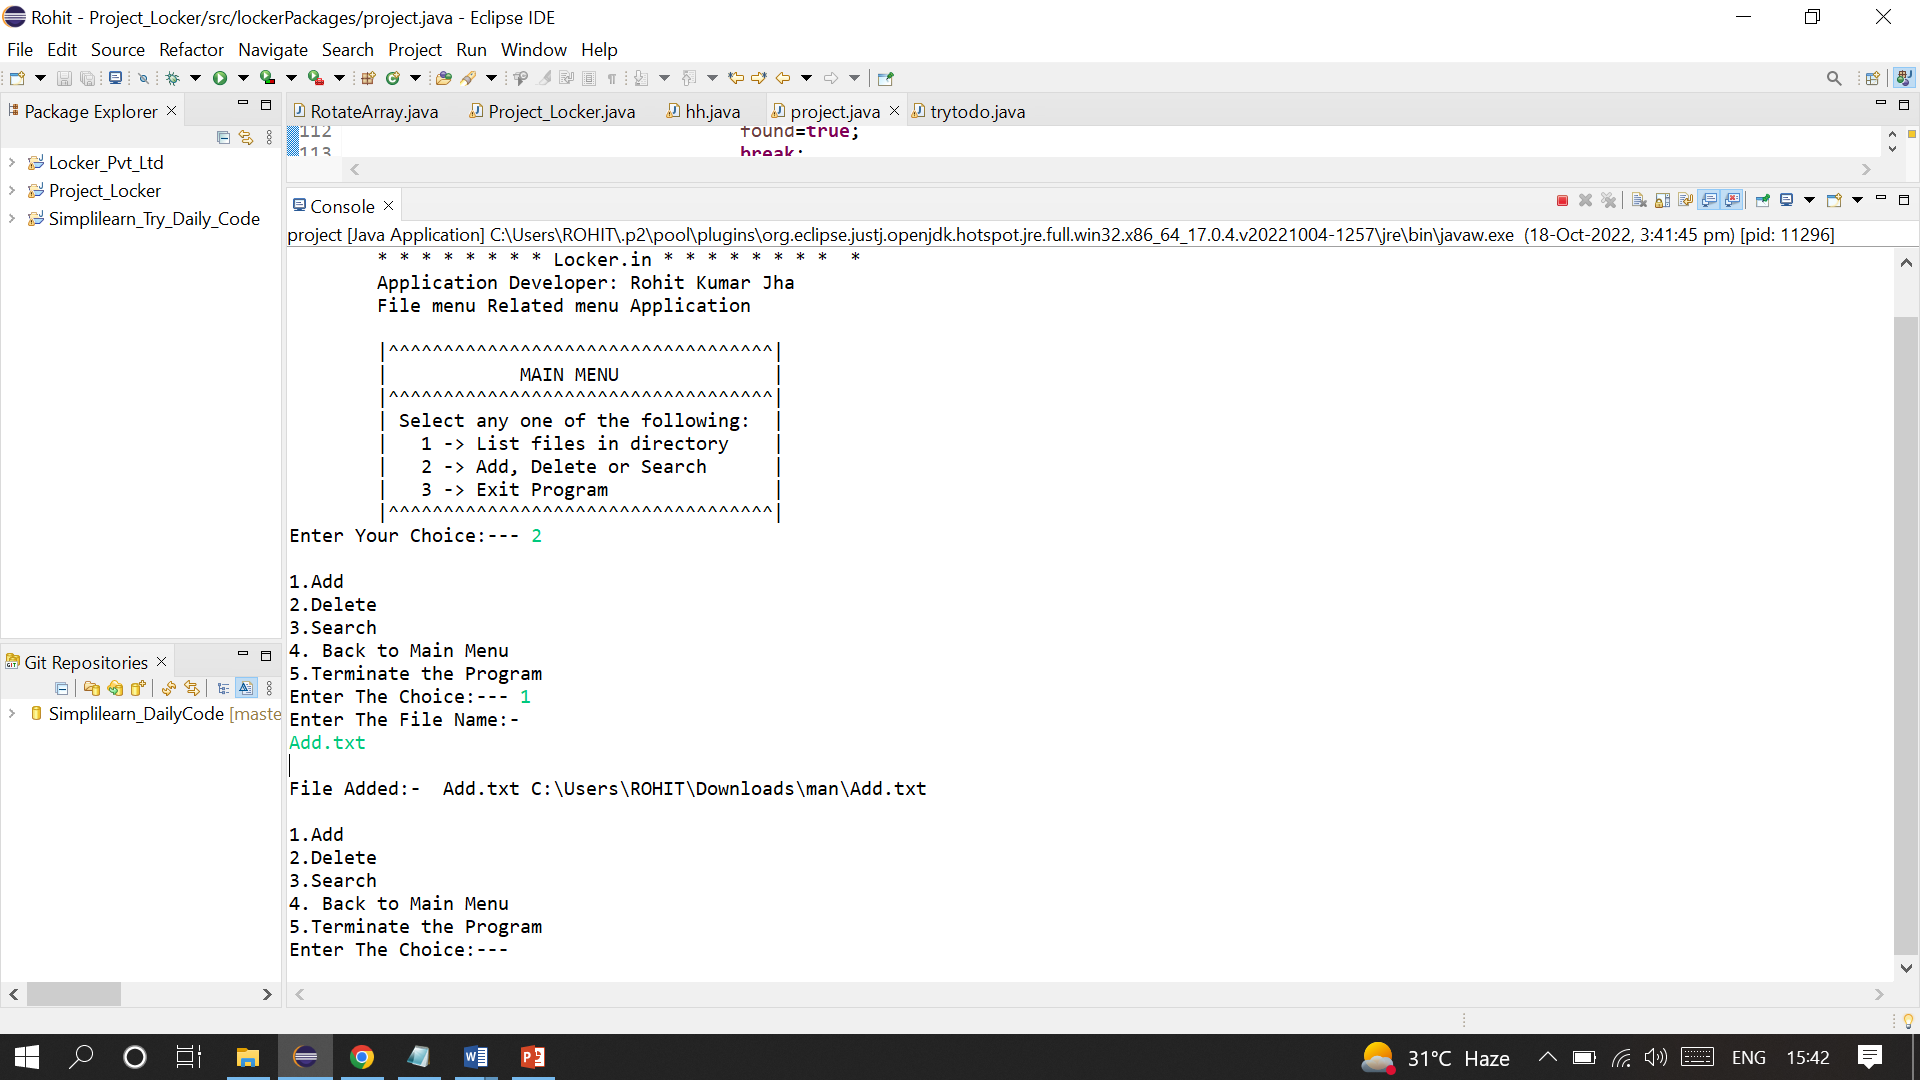 Rohit - Project_Locker/src/lockerPackages/project.java - Eclipse IDE
File Edit Source Refactor Navigate Search Project Run Window Help
Package Explorer
RotateArray.java Project_Locker.java hh.java project.java trytodo.java
112 found=true;
113 break;
Locker_Pvt_Ltd
Project_Locker
Simplilearn_Try_Daily_Code
Console
project [Java Application] C:\Users\ROHIT\.p2\pool\plugins\org.eclipse.justj.openjdk.hotspot.jre.full.win32.x86_64_17.0.4.v20221004-1257\jre\bin\javaw.exe (18-Oct-2022, 3:41:45 pm) [pid: 11296]
* * * * * * * * Locker.in * * * * * * * *  *
Application Developer: Rohit Kumar Jha
File menu Related menu Application
|^^^^^^^^^^^^^^^^^^^^^^^^^^^^^^^^^^^|
| MAIN MENU |
|^^^^^^^^^^^^^^^^^^^^^^^^^^^^^^^^^^^|
| Select any one of the following: |
| 1 -> List files in directory |
| 2 -> Add, Delete or Search |
| 3 -> Exit Program |
|^^^^^^^^^^^^^^^^^^^^^^^^^^^^^^^^^^^|
Enter Your Choice:--- 2
1.Add
2.Delete
3.Search
4. Back to Main Menu
5.Terminate the Program
Enter The Choice:--- 1
Enter The File Name:-
Add.txt
File Added:-  Add.txt C:\Users\ROHIT\Downloads\man\Add.txt
1.Add
2.Delete
3.Search
4. Back to Main Menu
5.Terminate the Program
Enter The Choice:---
Git Repositories
Simplilearn_DailyCode [maste
31°C Haze ENG 15:42